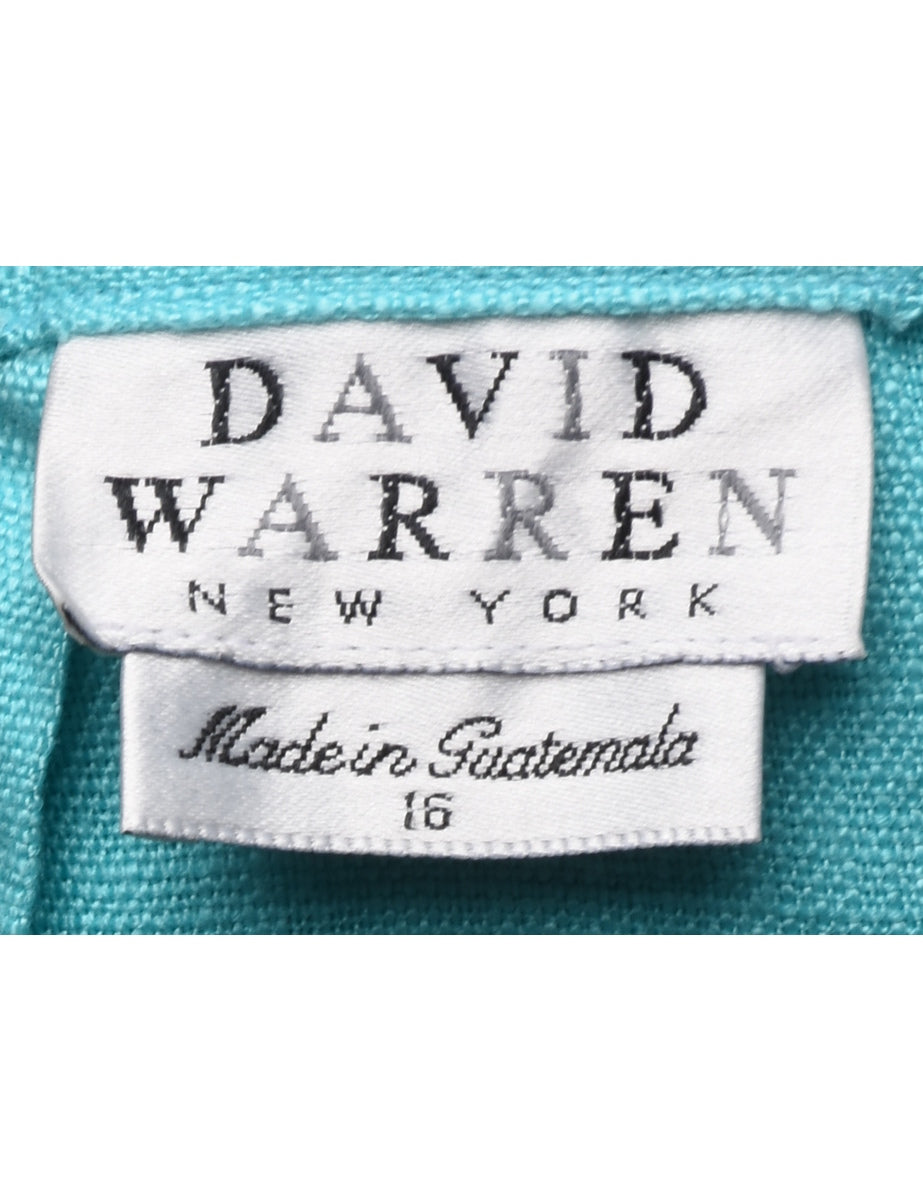 DAVID
WARREN
NEW YORK
Made in Guatemala
16